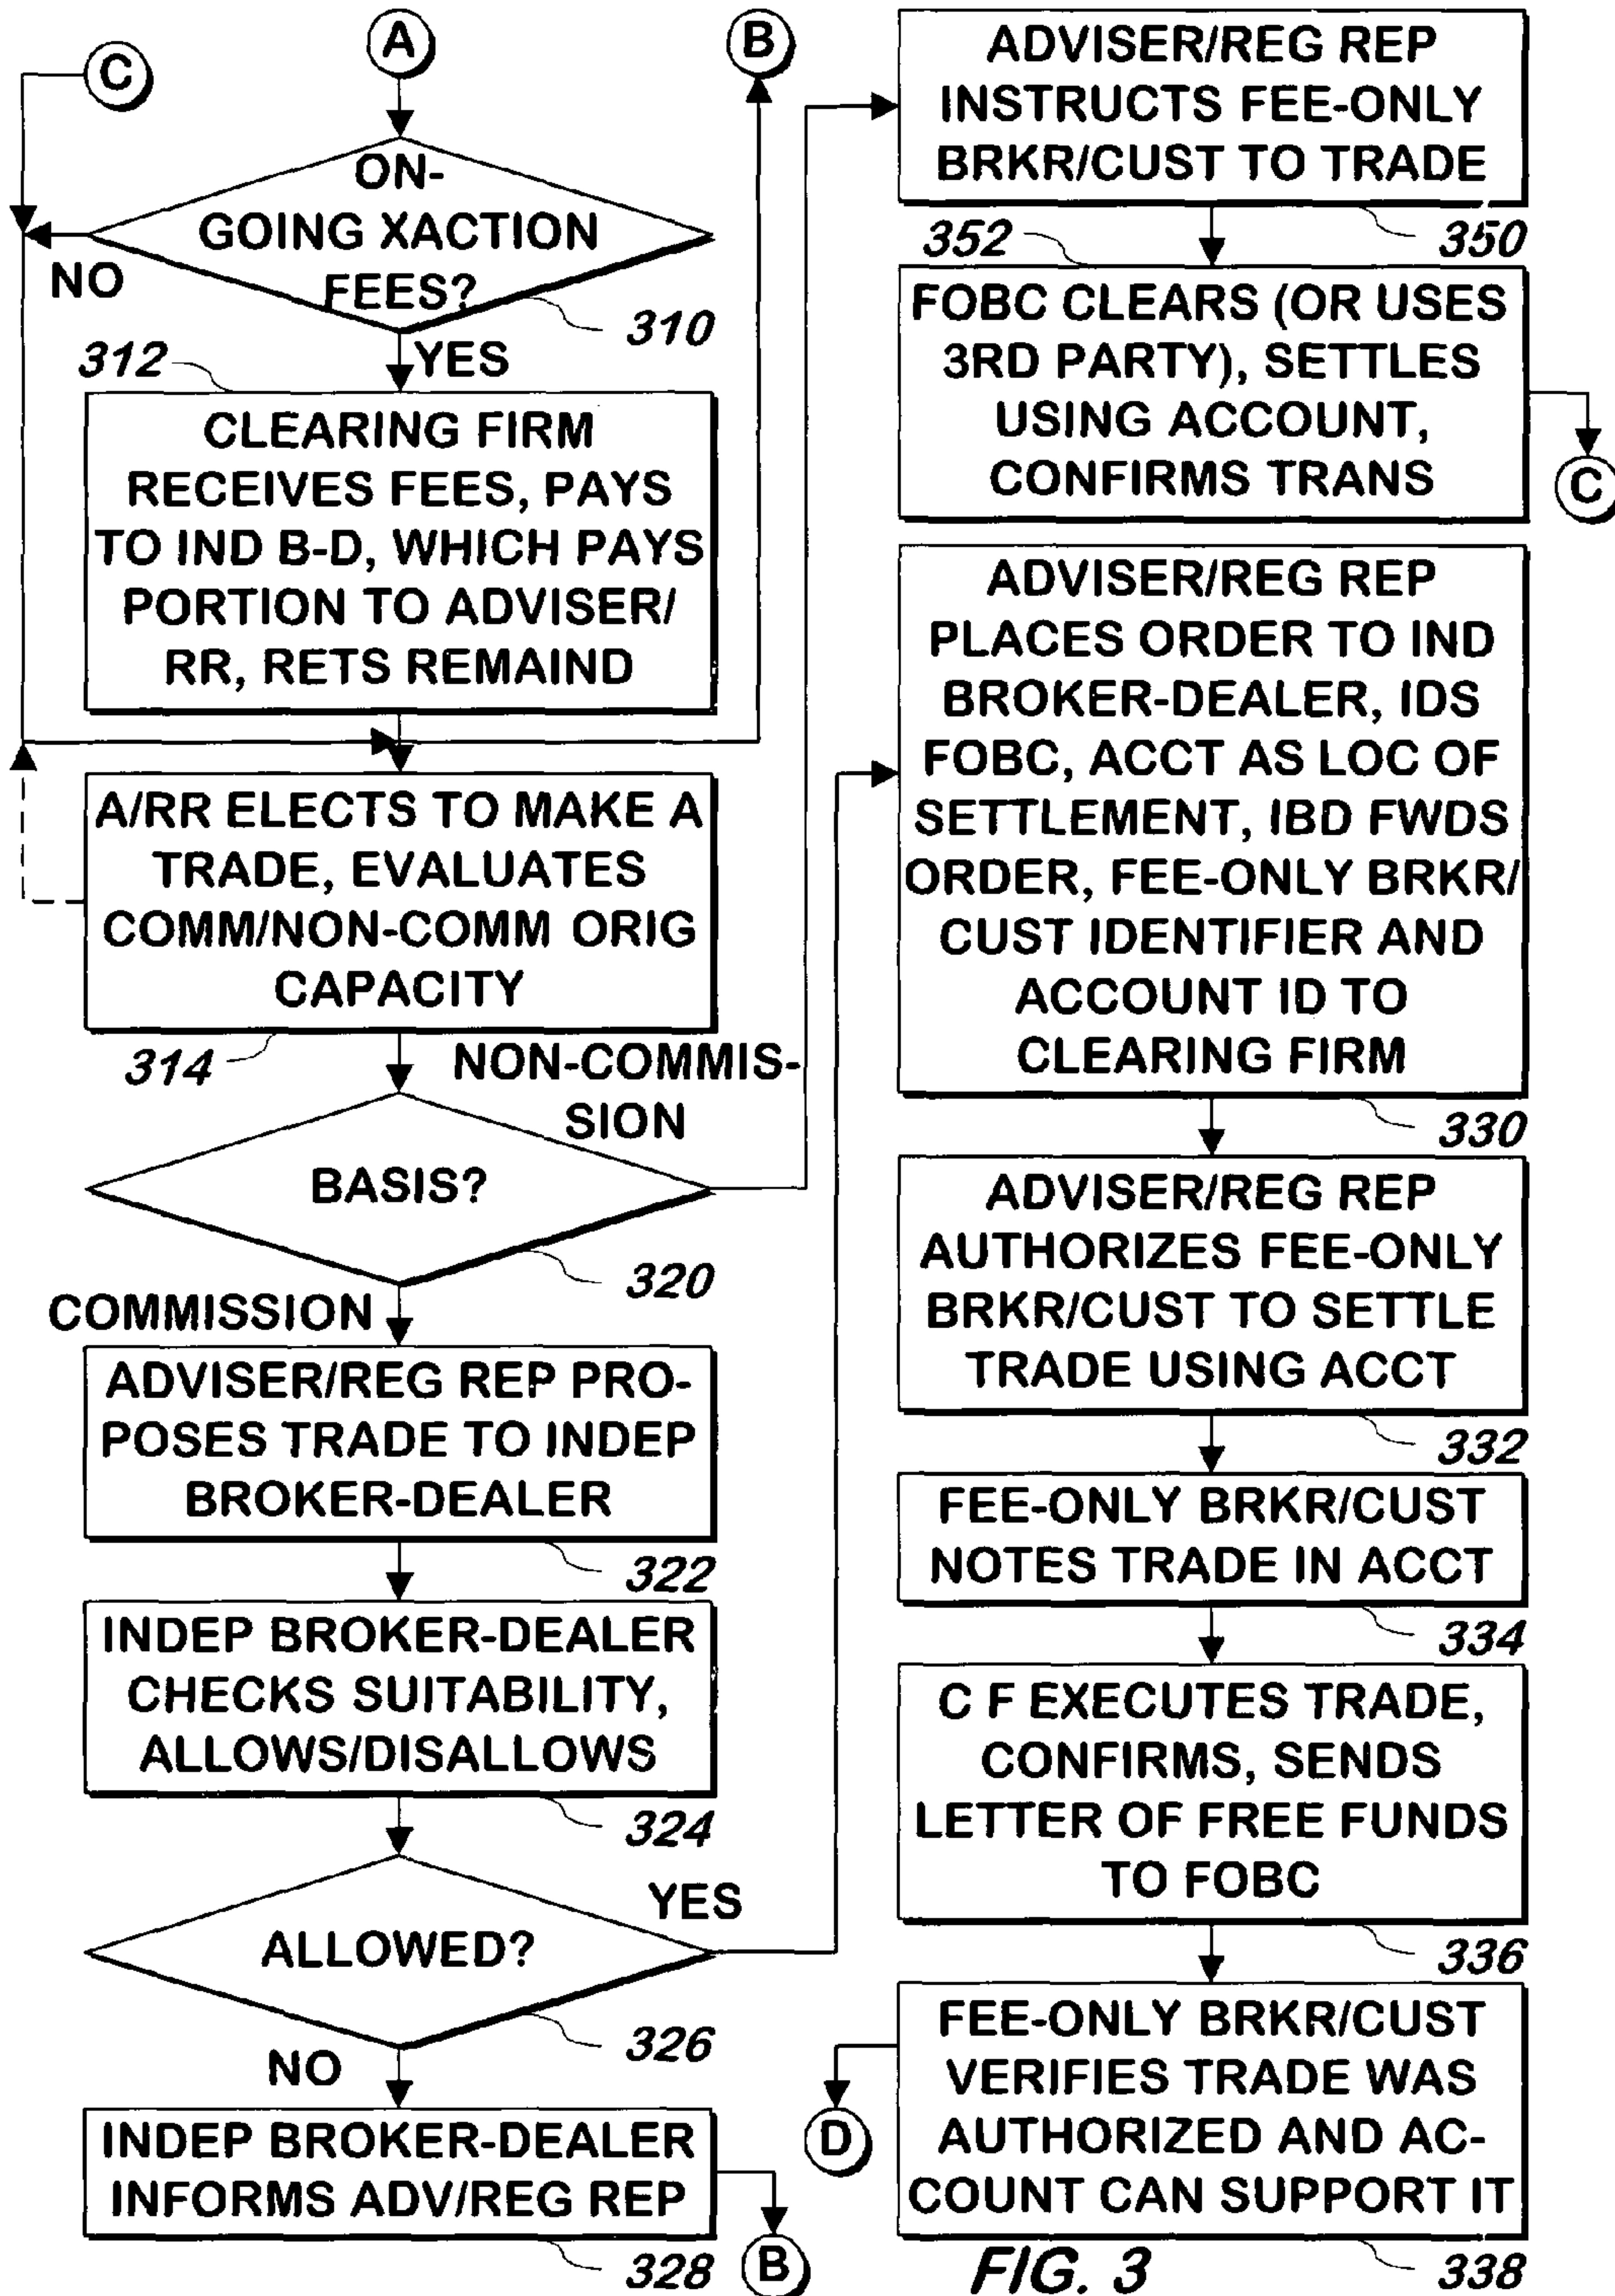 C
A
ON-
GOING XACTION
FEES?
310
NO
YES
312
CLEARING FIRM
RECEIVES FEES, PAYS
TO IND B-D, WHICH PAYS
PORTION TO ADVISER/
RR, RETS REMAIND
A/RR ELECTS TO MAKE A
TRADE, EVALUATES
COMM/NON-COMM ORIG
CAPACITY
314
NON-COMMIS-
SION
BASIS?
320
COMMISSION
ADVISER/REG REP PRO-
POSES TRADE TO INDEP
BROKER-DEALER
322
INDEP BROKER-DEALER
CHECKS SUITABILITY,
ALLOWS/DISALLOWS
324
YES
ALLOWED?
326
NO
INDEP BROKER-DEALER
INFORMS ADV/REG REP
328
B
B
ADVISER/REG REP
INSTRUCTS FEE-ONLY
BRKR/CUST TO TRADE
350
352
FOBC CLEARS (OR USES
3RD PARTY), SETTLES
USING ACCOUNT,
CONFIRMS TRANS
C
ADVISER/REG REP
PLACES ORDER TO IND
BROKER-DEALER, IDS
FOBC, ACCT AS LOC OF
SETTLEMENT, IBD FWDS
ORDER, FEE-ONLY BRKR/
CUST IDENTIFIER AND
ACCOUNT ID TO
CLEARING FIRM
330
ADVISER/REG REP
AUTHORIZES FEE-ONLY
BRKR/CUST TO SETTLE
TRADE USING ACCT
332
FEE-ONLY BRKR/CUST
NOTES TRADE IN ACCT
334
C F EXECUTES TRADE,
CONFIRMS, SENDS
LETTER OF FREE FUNDS
TO FOBC
336
FEE-ONLY BRKR/CUST
VERIFIES TRADE WAS
AUTHORIZED AND AC-
COUNT CAN SUPPORT IT
338
D
FIG. 3